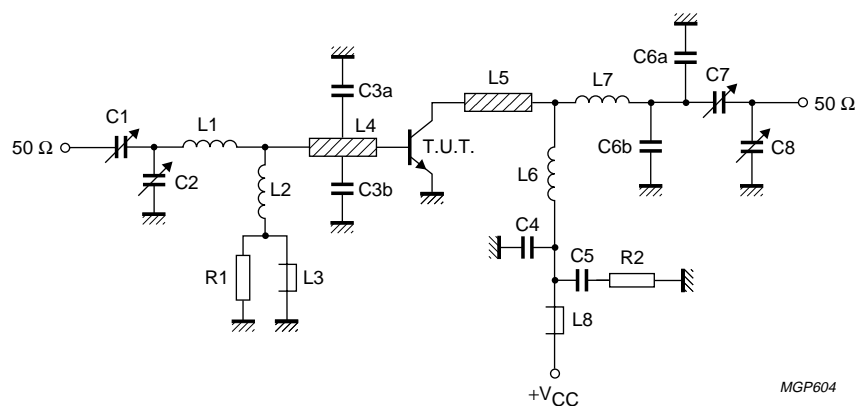 C6a
C7
50 Ω
L5
L7
C3a
C1
L1
L4
50 Ω
T.U.T.
C6b
C8
C2
L2
C3b
L6
C4
C5
R2
R1
L3
L8
+VCC
MGP604